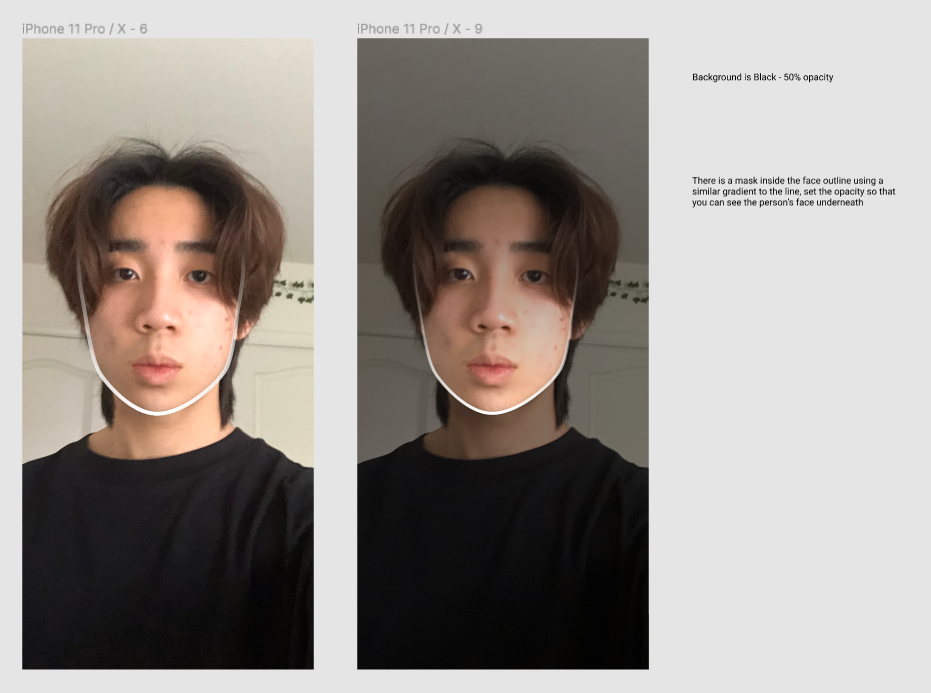 iPhone 11 Pro / X - 6
iPhone 11 Pro / X - 9
Background is Black - 50% opacity
There is a mask inside the face outline using a
similar gradient to the line, set the opacity so that
you can see the person's face underneath